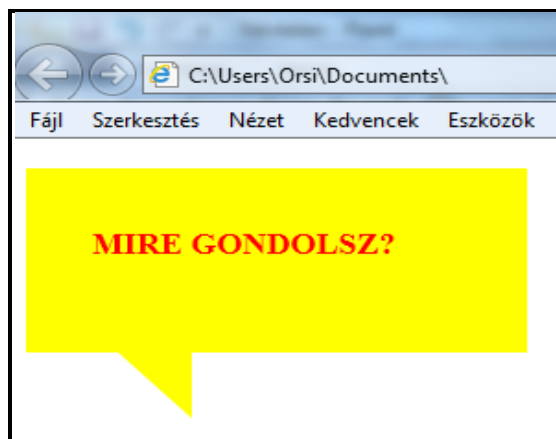 C:\Users\Orsi\Documents\
Fájl Szerkesztés Nézet Kedvencek Eszközök
MIRE GONDOLSZ?